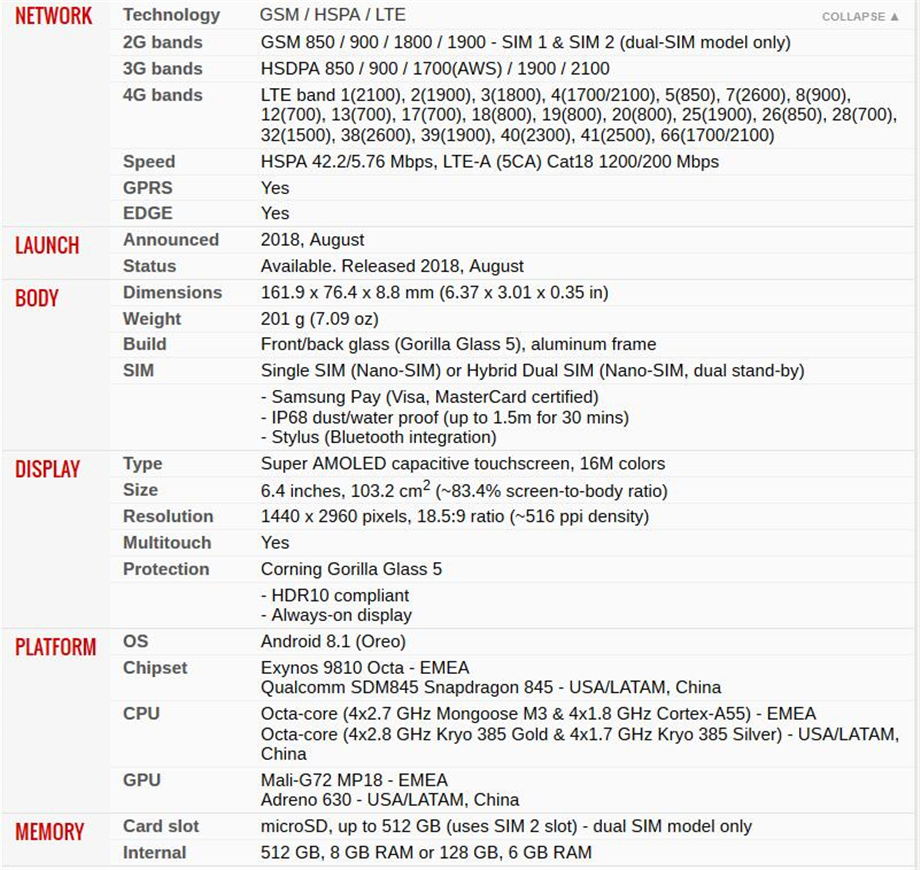 NETWORK Technology GSM / HSPA / LTE COLLAPSE ▲
2G bands GSM 850 / 900 / 1800 / 1900 - SIM 1 & SIM 2 (dual-SIM model only)
3G bands HSDPA 850 / 900 / 1700(AWS) / 1900 / 2100
4G bands LTE band 1(2100), 2(1900), 3(1800), 4(1700/2100), 5(850), 7(2600), 8(900),
12(700), 13(700), 17(700), 18(800), 19(800), 20(800), 25(1900), 26(850), 28(700),
32(1500), 38(2600), 39(1900), 40(2300), 41(2500), 66(1700/2100)
Speed HSPA 42.2/5.76 Mbps, LTE-A (5CA) Cat18 1200/200 Mbps
GPRS Yes
EDGE Yes
LAUNCH Announced 2018, August
Status Available. Released 2018, August
BODY Dimensions 161.9 x 76.4 x 8.8 mm (6.37 x 3.01 x 0.35 in)
Weight 201 g (7.09 oz)
Build Front/back glass (Gorilla Glass 5), aluminum frame
SIM Single SIM (Nano-SIM) or Hybrid Dual SIM (Nano-SIM, dual stand-by)
- Samsung Pay (Visa, MasterCard certified)
- IP68 dust/water proof (up to 1.5m for 30 mins)
- Stylus (Bluetooth integration)
DISPLAY Type Super AMOLED capacitive touchscreen, 16M colors
Size 6.4 inches, 103.2 cm² (~83.4% screen-to-body ratio)
Resolution 1440 x 2960 pixels, 18.5:9 ratio (~516 ppi density)
Multitouch Yes
Protection Corning Gorilla Glass 5
- HDR10 compliant
- Always-on display
PLATFORM OS Android 8.1 (Oreo)
Chipset Exynos 9810 Octa - EMEA
Qualcomm SDM845 Snapdragon 845 - USA/LATAM, China
CPU Octa-core (4x2.7 GHz Mongoose M3 & 4x1.8 GHz Cortex-A55) - EMEA
Octa-core (4x2.8 GHz Kryo 385 Gold & 4x1.7 GHz Kryo 385 Silver) - USA/LATAM,
China
GPU Mali-G72 MP18 - EMEA
Adreno 630 - USA/LATAM, China
MEMORY Card slot microSD, up to 512 GB (uses SIM 2 slot) - dual SIM model only
Internal 512 GB, 8 GB RAM or 128 GB, 6 GB RAM